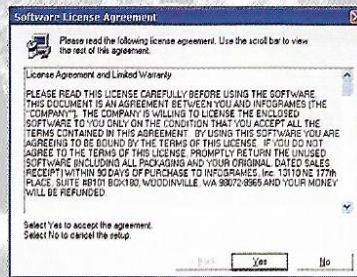 Software License Agreement
Please read the following license agreement. Use the scroll bar to view
the rest of this agreement.
License Agreement and Limited Warranty
PLEASE READ THIS LICENSE CAREFULLY BEFORE USING THE SOFTWARE.
THIS DOCUMENT IS AN AGREEMENT BETWEEN YOU AND INFOGRAMES (THE
"COMPANY"). THE COMPANY IS WILLING TO LICENSE THE ENCLOSED
SOFTWARE TO YOU ONLY ON THE CONDITION THAT YOU ACCEPT ALL THE
TERMS CONTAINED IN THIS AGREEMENT. BY USING THIS SOFTWARE YOU ARE
AGREEING TO BE BOUND BY THE TERMS OF THIS LICENSE. IF YOU DO NOT
AGREE TO THE TERMS OF THIS LICENSE, PROMPTLY RETURN THE UNUSED
SOFTWARE (INCLUDING ALL PACKAGING AND YOUR ORIGINAL, DATED SALES
RECEIPT) WITHIN 90 DAYS OF PURCHASE TO INFOGRAMES, Inc. 13110 NE 177th
PLACE, SUITE #B101 BOX180, WOODINVILLE, WA 98072-9965 AND YOUR MONEY
WILL BE REFUNDED.
Select Yes to accept the agreement.
Select No to cancel the setup.
Yes No